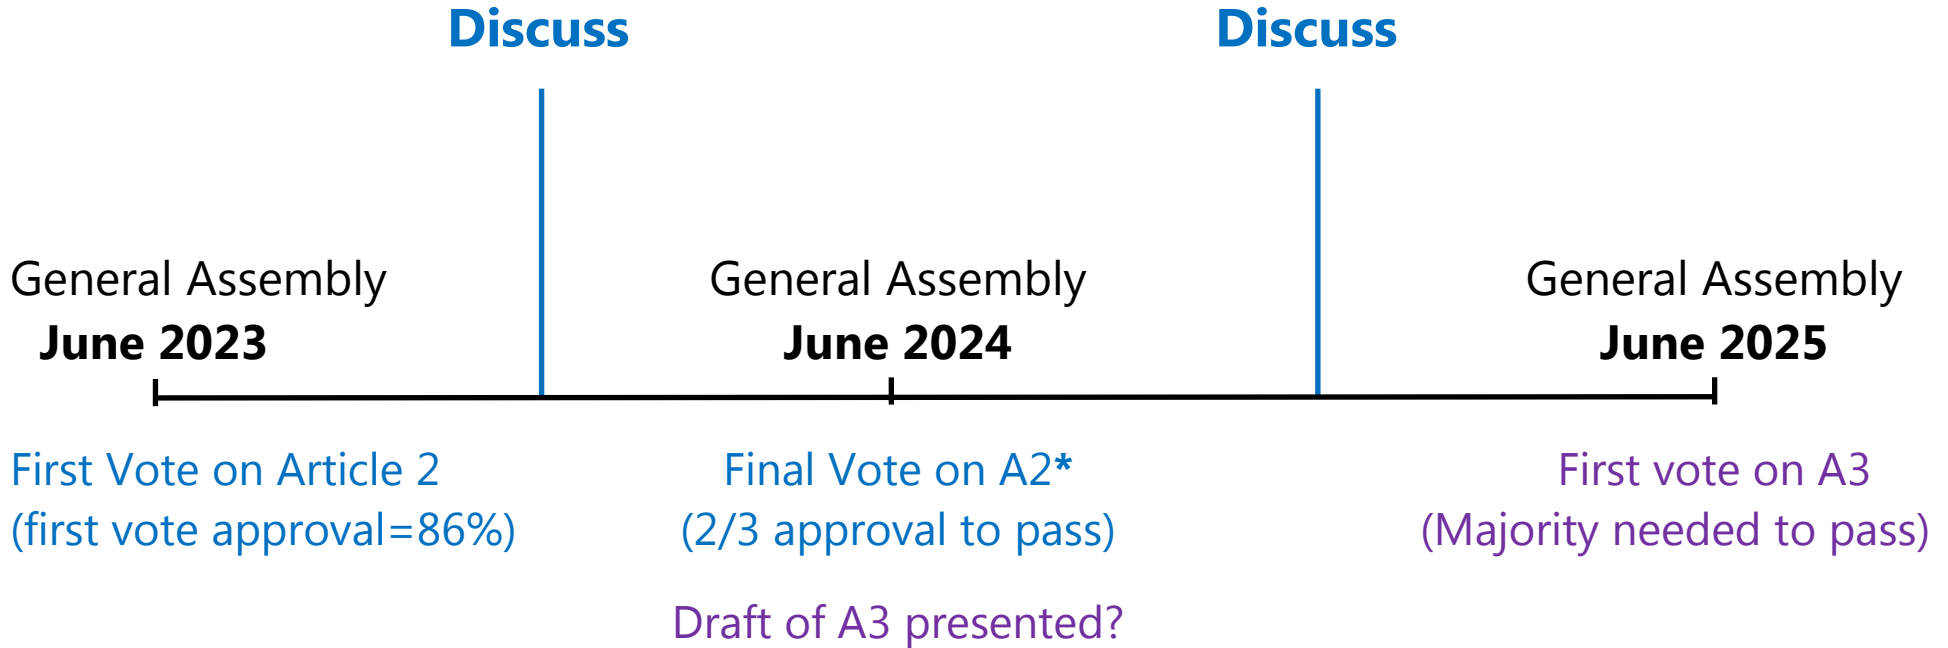 Discuss
Discuss
General Assembly
June 2023
General Assembly
June 2024
General Assembly
June 2025
First Vote on Article 2
(first vote approval=86%)
Final Vote on A2*
(2/3 approval to pass)
Draft of A3 presented?
First vote on A3
(Majority needed to pass)